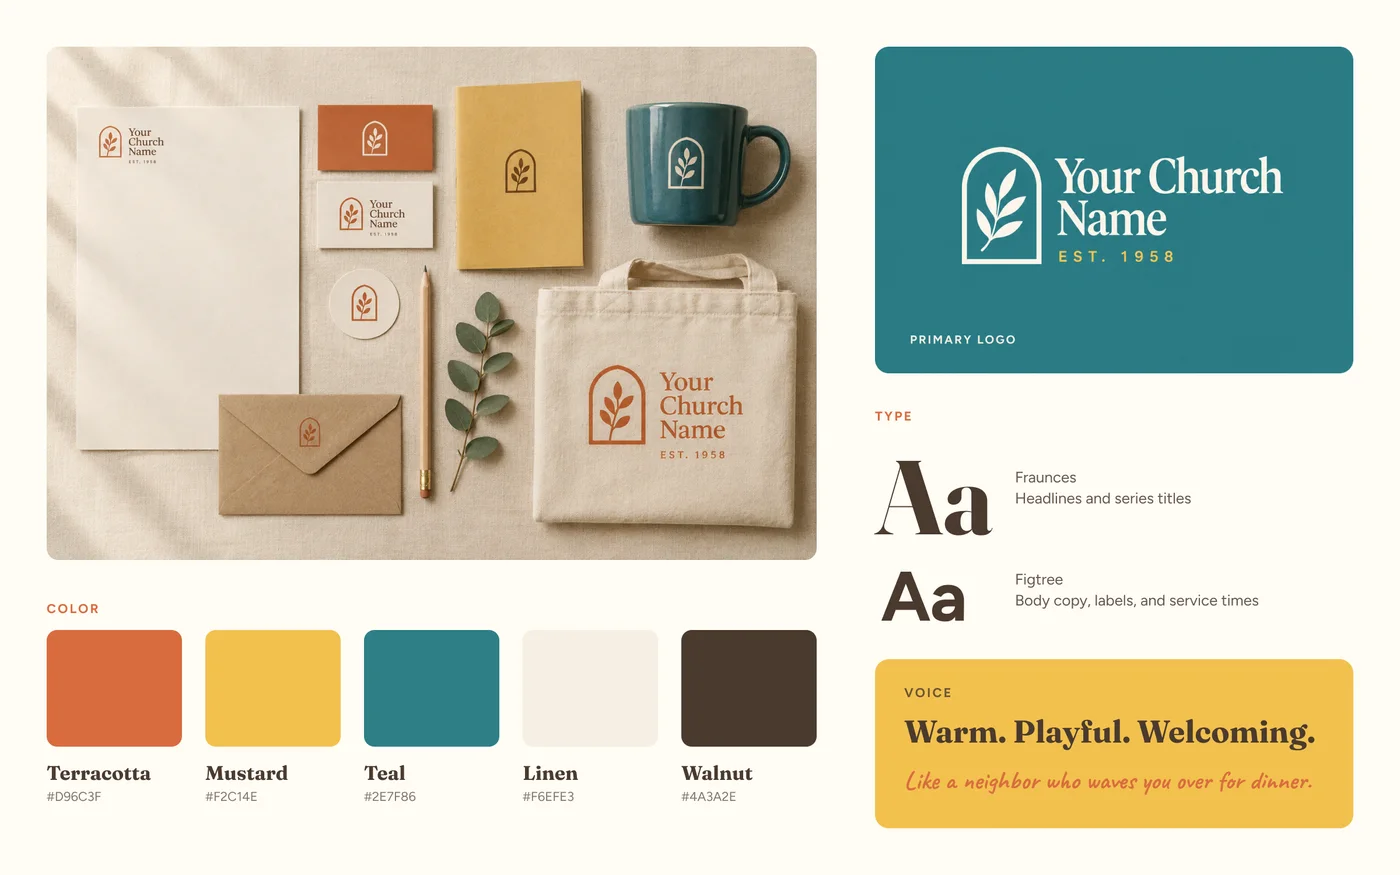 Your
Church
Name
EST. 1958
Your
Church
Name
EST. 1958
Your
Church
Name
EST. 1958
Your Church
Name
EST. 1958
PRIMARY LOGO
TYPE
Aa
Fraunces
Headlines and series titles
Aa
Figtree
Body copy, labels, and service times
COLOR
Terracotta
#D96C3F
Mustard
#F2C14E
Teal
#2E7F86
Linen
#F6EFE3
Walnut
#4A3A2E
VOICE
Warm. Playful. Welcoming.
Like a neighbor who waves you over for dinner.